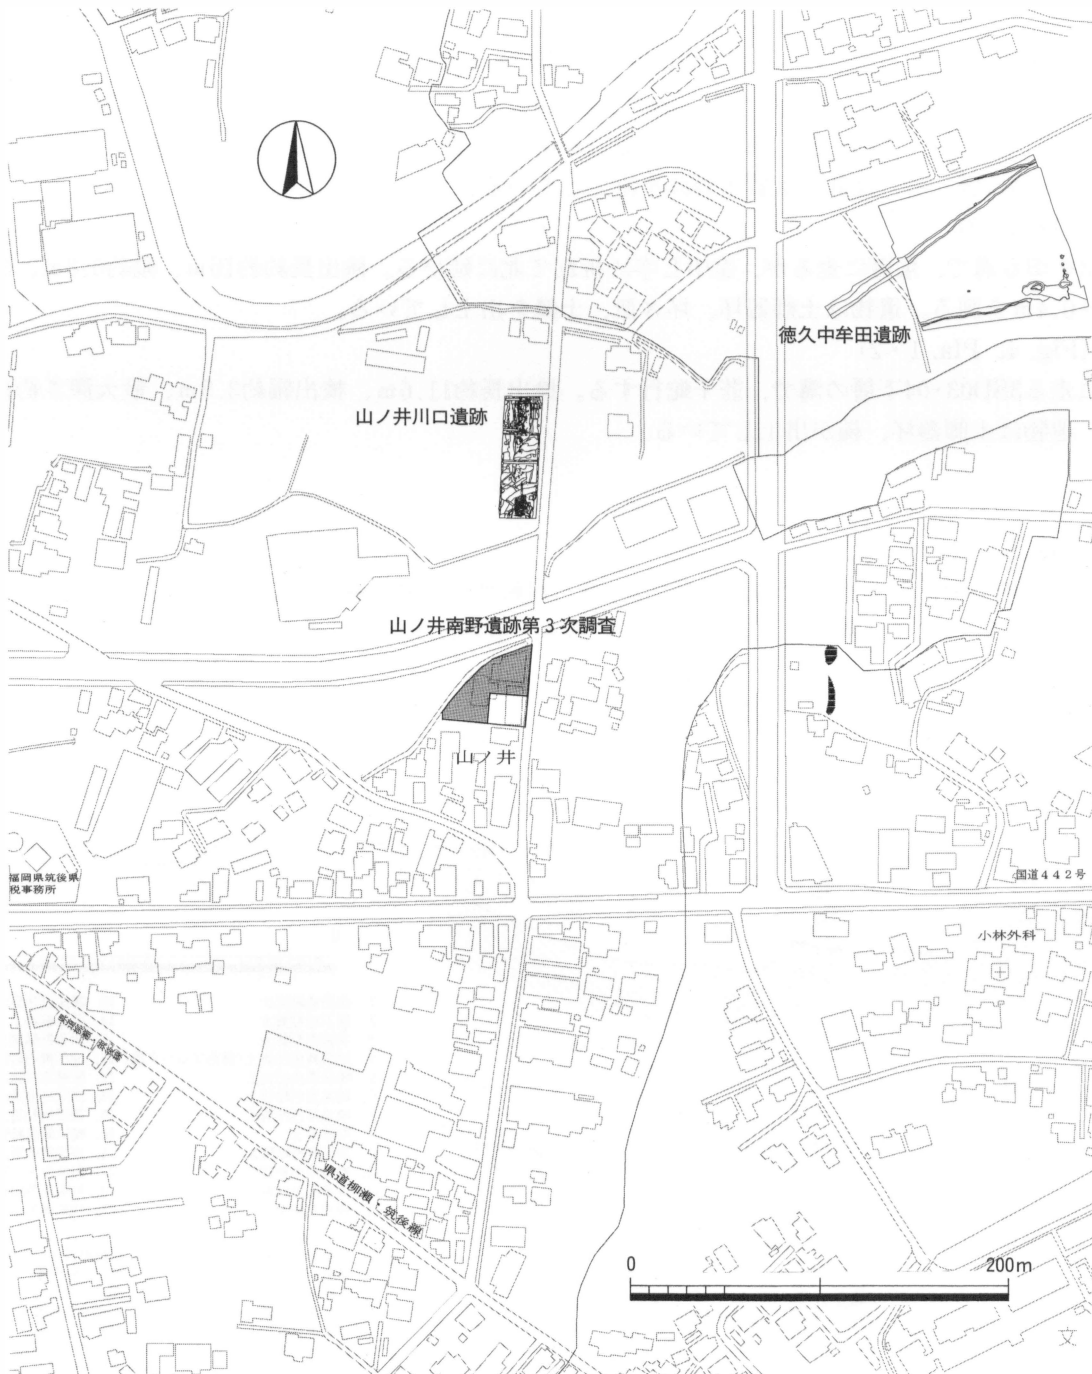 徳久中牟田遺跡
山ノ井川口遺跡
山ノ井南野遺跡第3次調査
山ノ井
福岡県筑後県
税事務所
国道442号
小林外科
県道柳瀬・筑後線
0
200m
文